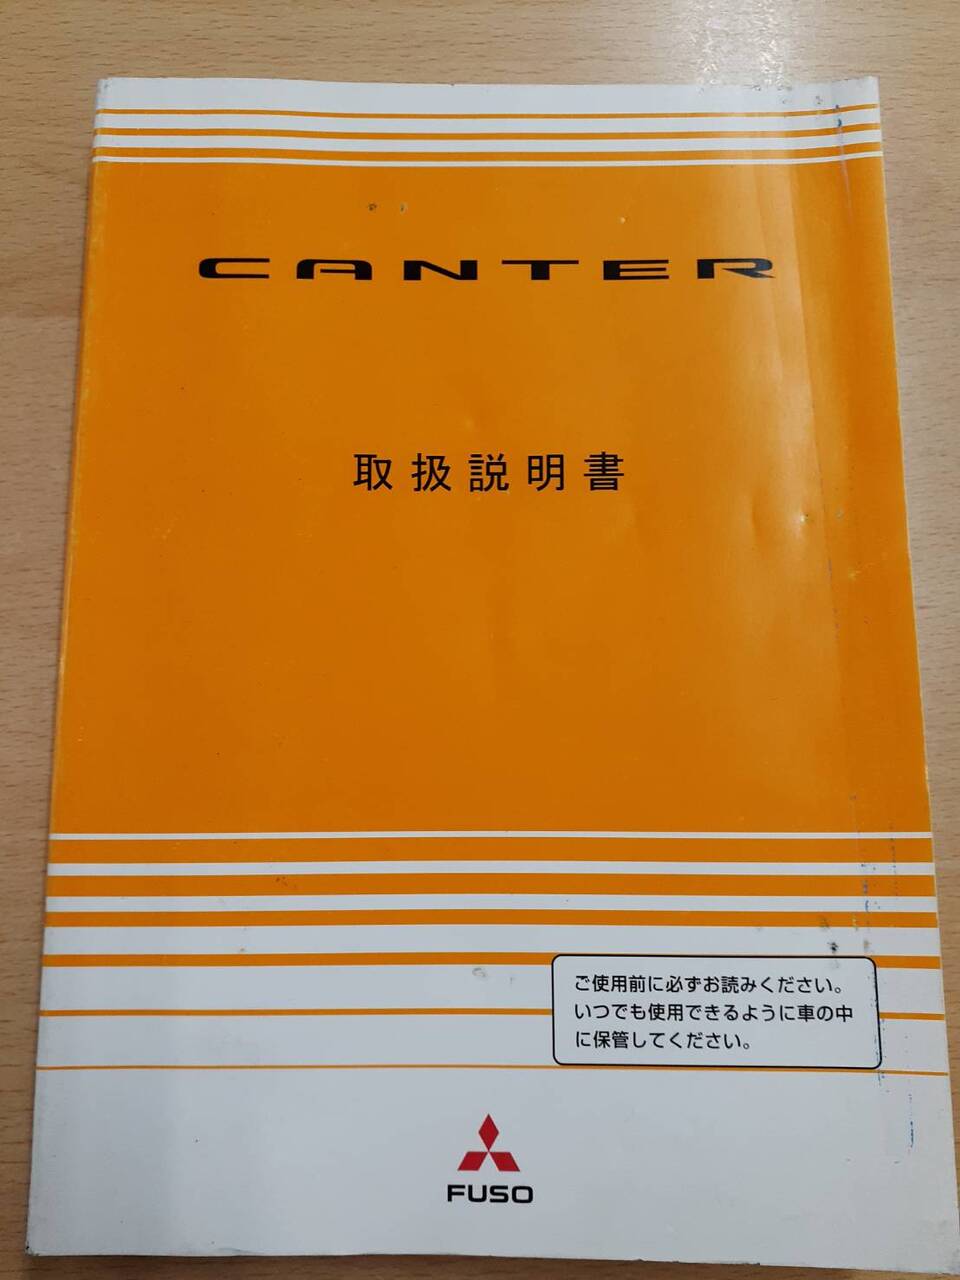 CANTER
取扱説明書
ご使用前に必ずお読みください。
いつでも使用できるように車の中
に保管してください。
FUSO